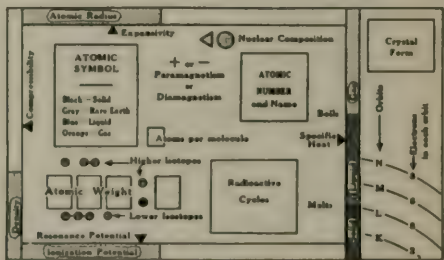 Atomic Radius
Expansivity
Nuclear Composition
Crystal
Form
ATOMIC
SYMBOL
Black - Solid
Gray Rare Earth
Blue - Liquid
Orange Gas
+ or −
Paramagnetism
or
Diamagnetism
ATOMIC
NUMBER
and Name
Compressibility
Orbits
Electrons
in each orbit
Boils
Atoms per molecule
Specific
Heat
Higher Isotopes
Atomic Weight
Radioactive
Cycles
N
M
L
K
Melts
Density
Lower Isotopes
Resonance Potential
Ionization Potential